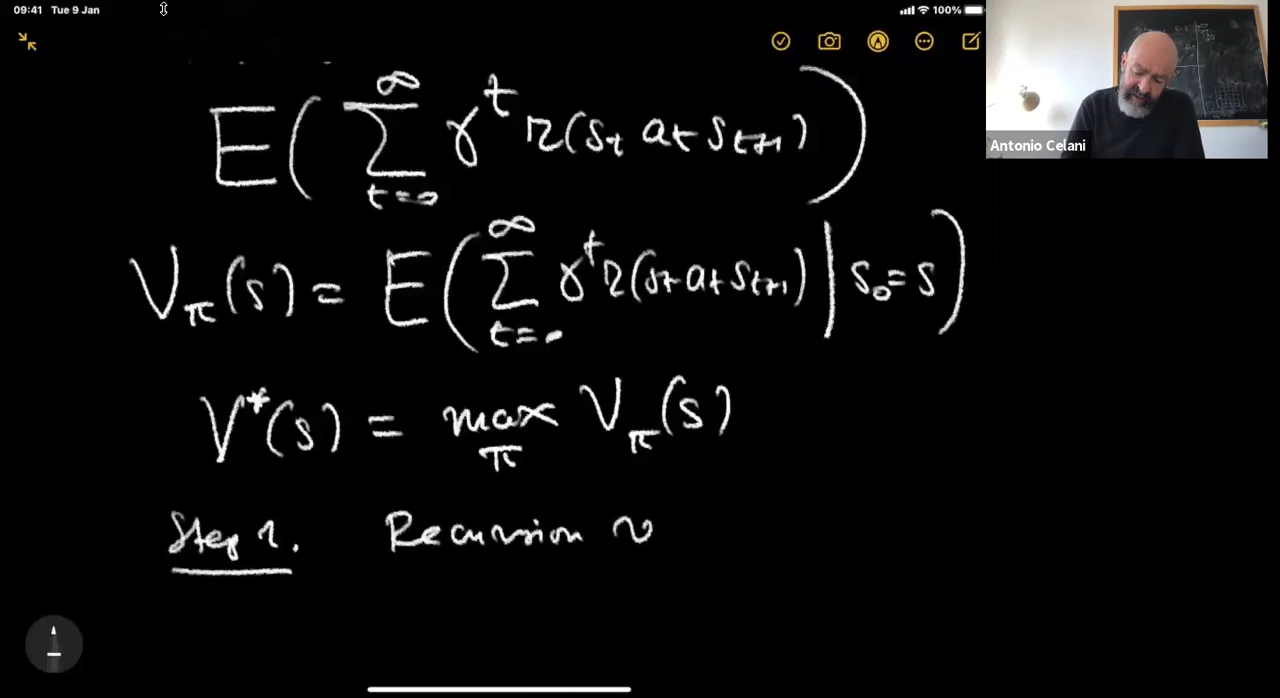 09:41 Tue 9 Jan 100%
E(∑_{t=0}^{∞} γ^t r(s_t a_t s_{t+1}))
V_π(s) = E(∑_{t=0}^{∞} γ^t r(s_t a_t s_{t+1}) | s_0 = s)
V*(s) = max_π V_π(s)
Step 1. Recursion
Antonio Celani